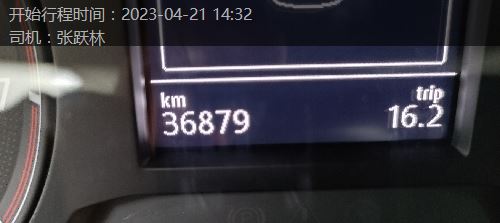 开始行程时间：2023-04-21 14:32
司机：张跃林
km trip
36879 16.2